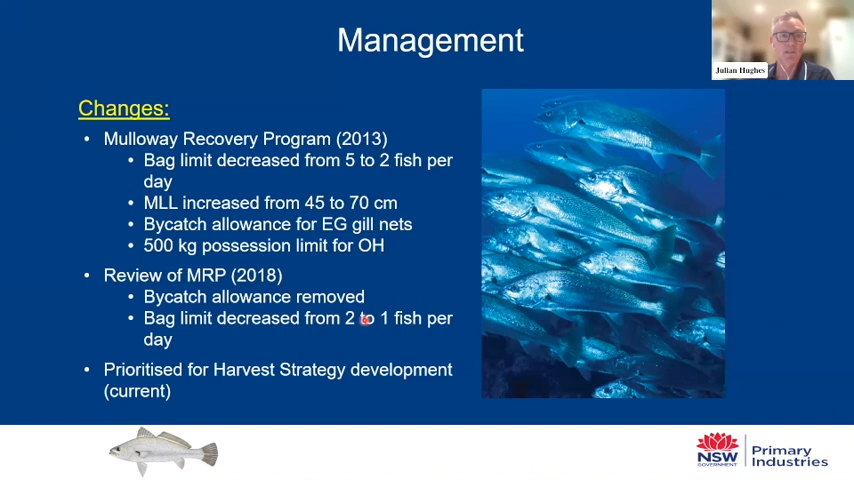 Management
Julian Hughes
Changes:
• Mulloway Recovery Program (2013)
• Bag limit decreased from 5 to 2 fish per
day
• MLL increased from 45 to 70 cm
• Bycatch allowance for EG gill nets
• 500 kg possession limit for OH
• Review of MRP (2018)
• Bycatch allowance removed
• Bag limit decreased from 2 to 1 fish per
day
• Prioritised for Harvest Strategy development
(current)
NSW
GOVERNMENT
Primary
Industries